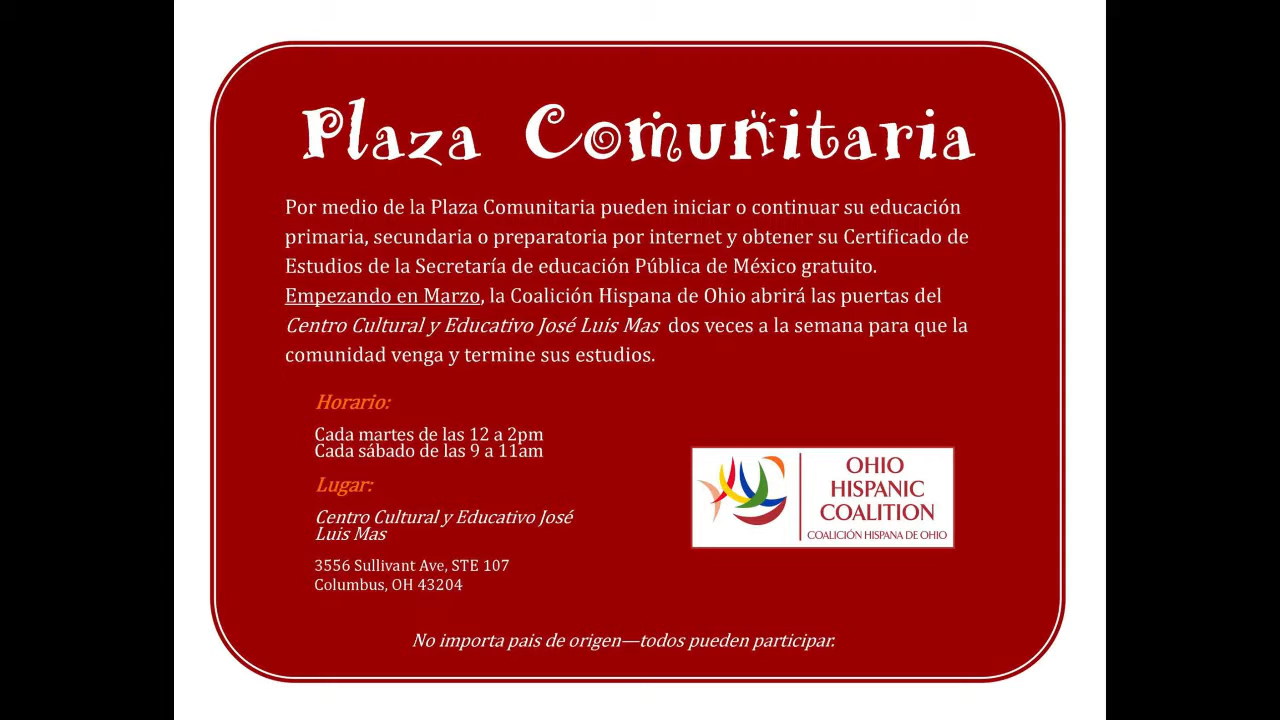 Plaza Comunitaria
Por medio de la Plaza Comunitaria pueden iniciar o continuar su educación
primaria, secundaria o preparatoria por internet y obtener su Certificado de
Estudios de la Secretaría de educación Pública de México gratuito.
Empezando en Marzo, la Coalición Hispana de Ohio abrirá las puertas del
Centro Cultural y Educativo José Luis Mas dos veces a la semana para que la
comunidad venga y termine sus estudios.
Horario:
Cada martes de las 12 a 2pm
Cada sábado de las 9 a 11am
Lugar:
Centro Cultural y Educativo José
Luis Mas
3556 Sullivant Ave, STE 107
Columbus, OH 43204
OHIO
HISPANIC
COALITION
COALICIÓN HISPANA DE OHIO
No importa pais de origen—todos pueden participar.